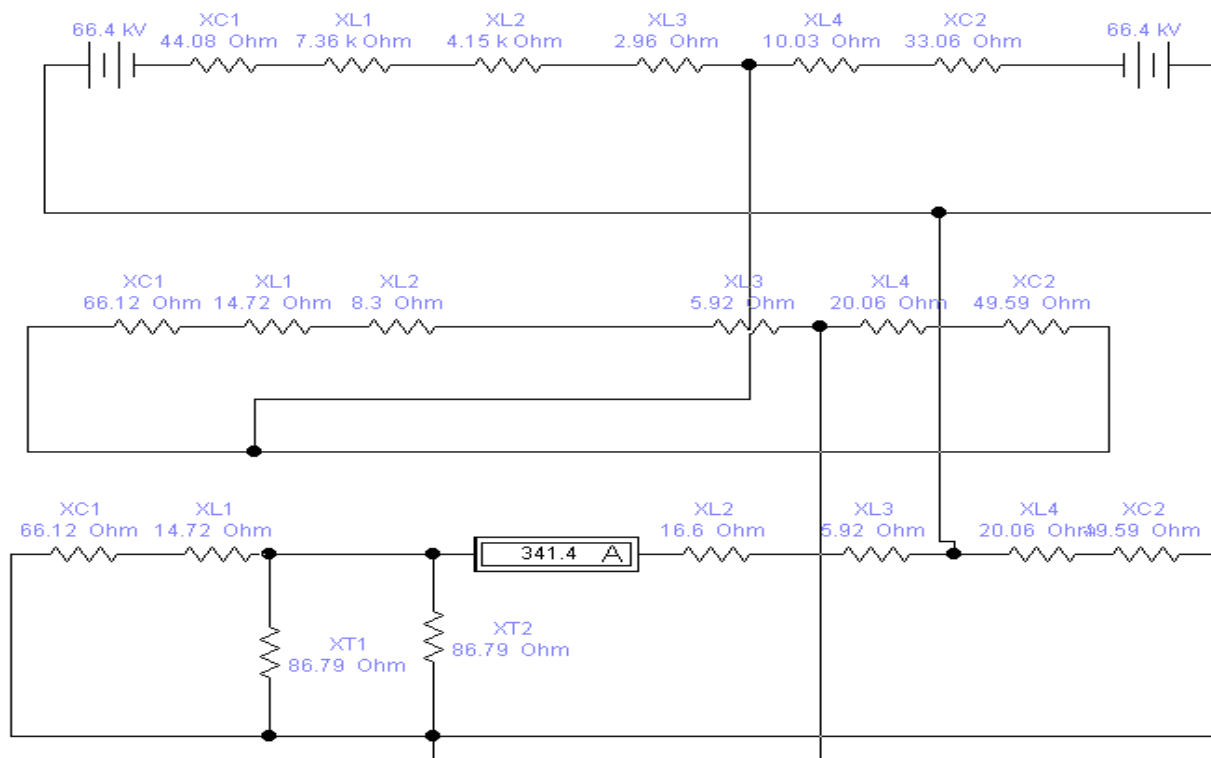 66.4 kV
XC1
44.08 Ohm
XL1
7.36 k Ohm
XL2
4.15 k Ohm
XL3
2.96 Ohm
XL4
10.03 Ohm
XC2
33.06 Ohm
66.4 kV
XC1
66.12 Ohm
XL1
14.72 Ohm
XL2
8.3 Ohm
XL3
5.92 Ohm
XL4
20.06 Ohm
XC2
49.59 Ohm
XC1
66.12 Ohm
XL1
14.72 Ohm
341.4 A
XL2
16.6 Ohm
XL3
5.92 Ohm
XL4
20.06 Ohm
XC2
49.59 Ohm
XT1
86.79 Ohm
XT2
86.79 Ohm